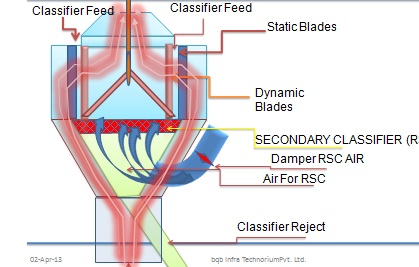 Classifier Feed
Classifier Feed
Static Blades
Dynamic
Blades
SECONDARY CLASSIFIER (R
Damper RSC AIR
Air For RSC
Classifier Reject
02-Apr-13
bqb Infra TechnoriumPvt. Ltd.